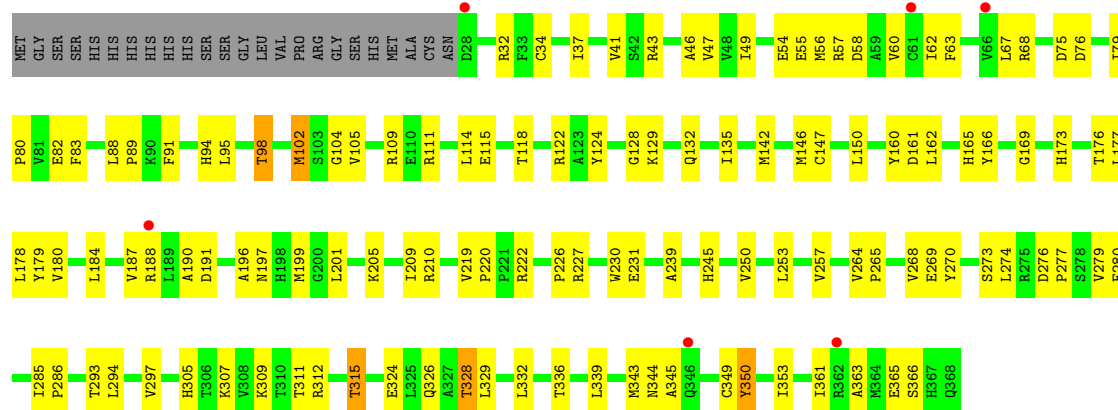 MET GLY SER SER HIS HIS HIS HIS HIS HIS SER SER GLY LEU VAL PRO ARG GLY SER HIS MET ALA CYS ASN D28 R32 F33 C34 I37 V41 S42 R43 A46 V47 V48 I49 E54 E55 M56 R57 D58 A59 V60 C61 I62 F63 V66 L67 R68 D75 D76 I79
P80 V81 E82 F83 L88 P89 K90 F91 H94 L95 T98 M102 S103 G104 V105 R109 E110 R111 L114 E115 T118 R122 A123 Y124 G128 K129 Q132 I135 M142 M146 C147 L150 Y160 D161 L162 H165 Y166 G169 H173 T176
L178 Y179 V180 L184 V187 R188 L189 A190 D191 A196 N197 H198 M199 G200 L201 K205 I209 R210 V219 P220 P221 R222 P226 R227 W230 E231 A239 H245 V250 L253 V257 V264 P265 V268 E269 Y270 S273 L274 R275 D276 P277 S278 V279
I285 P286 T293 L294 V297 H305 T306 K307 V308 K309 T310 T311 R312 T315 E324 L325 Q326 A327 T328 L329 L332 T336 L339 M343 N344 A345 Q346 C349 Y350 I353 I361 R362 A363 M364 E365 S366 H367 Q368